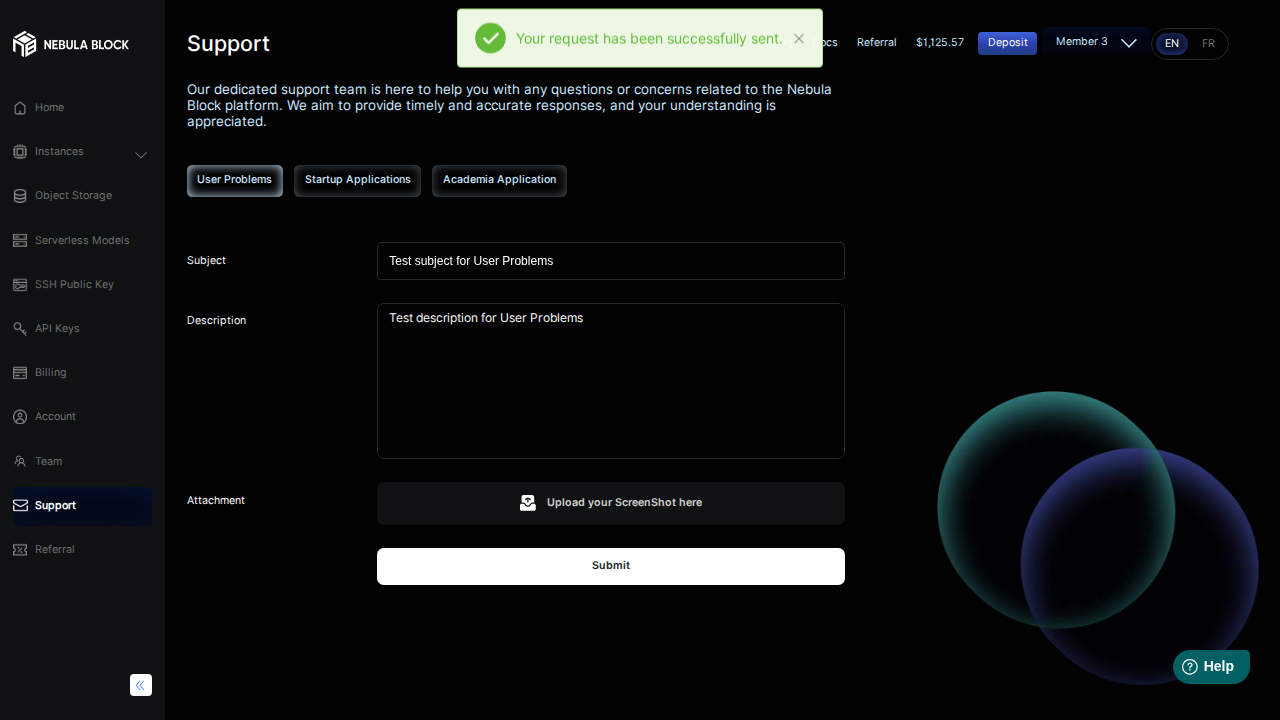 NEBULA BLOCK
Support
Your request has been successfully sent.
Referral
$1,125.57
Deposit
Member 3
EN
FR
Our dedicated support team is here to help you with any questions or concerns related to the Nebula
Block platform. We aim to provide timely and accurate responses, and your understanding is
appreciated.
Home
Instances
Object Storage
Serverless Models
SSH Public Key
API Keys
Billing
Account
Team
Support
Referral
User Problems
Startup Applications
Academia Application
Subject
Test subject for User Problems
Description
Test description for User Problems
Attachment
Upload your ScreenShot here
Submit
Help